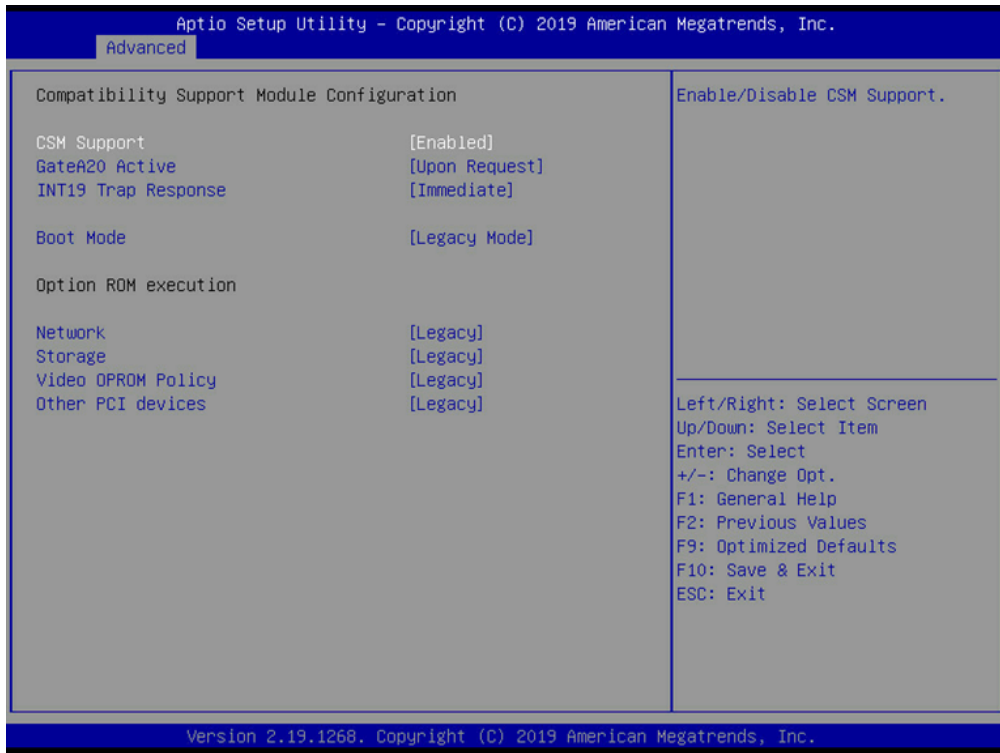 Aptio Setup Utility – Copyright (C) 2019 American Megatrends, Inc.
Advanced
Compatibility Support Module Configuration
CSM Support [Enabled]
GateA20 Active [Upon Request]
INT19 Trap Response [Immediate]
Boot Mode [Legacy Mode]
Option ROM execution
Network [Legacy]
Storage [Legacy]
Video OPROM Policy [Legacy]
Other PCI devices [Legacy]
Enable/Disable CSM Support.
Left/Right: Select Screen
Up/Down: Select Item
Enter: Select
+/-: Change Opt.
F1: General Help
F2: Previous Values
F9: Optimized Defaults
F10: Save & Exit
ESC: Exit
Version 2.19.1268. Copyright (C) 2019 American Megatrends, Inc.